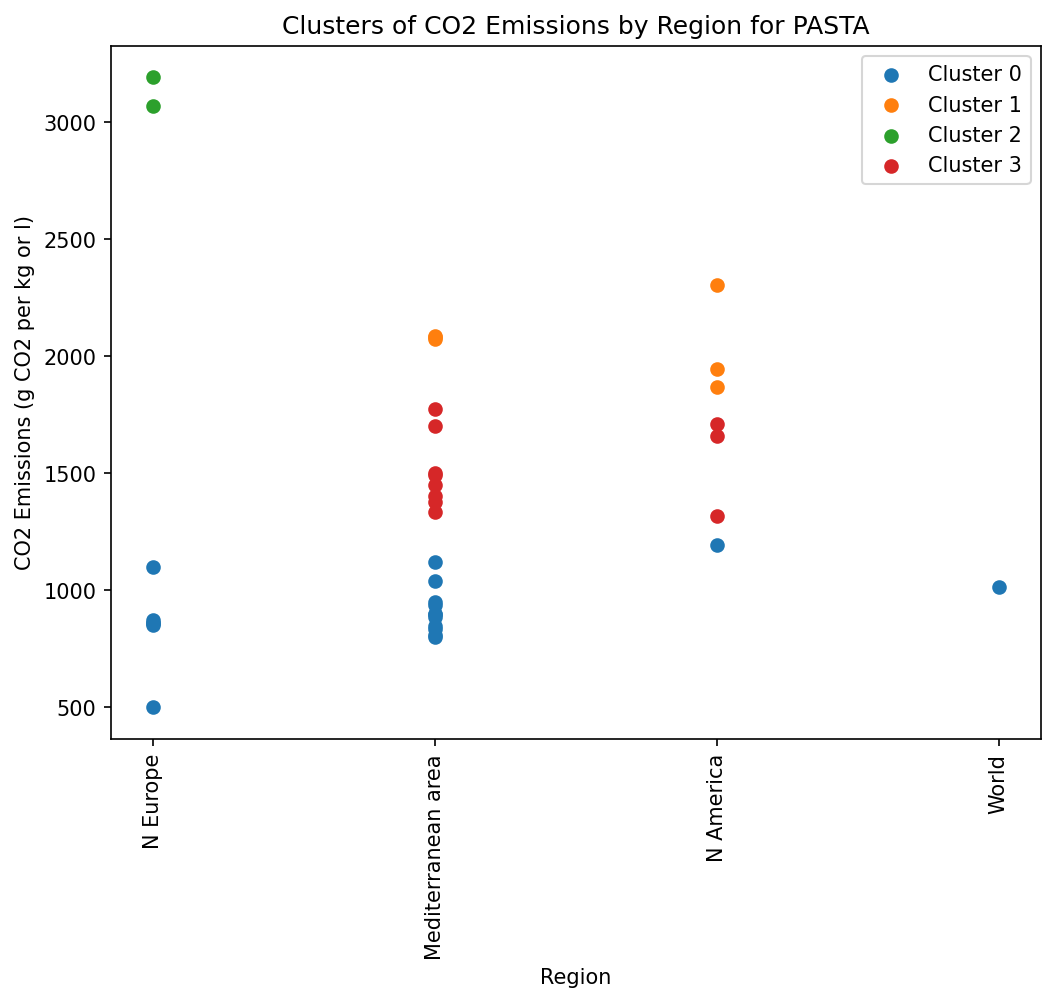 Clusters of CO2 Emissions by Region for PASTA
Cluster 0
Cluster 1
Cluster 2
Cluster 3
3000
2500
2000
1500
1000
500
CO2 Emissions (g CO2 per kg or l)
N Europe
Mediterranean area
N America
World
Region